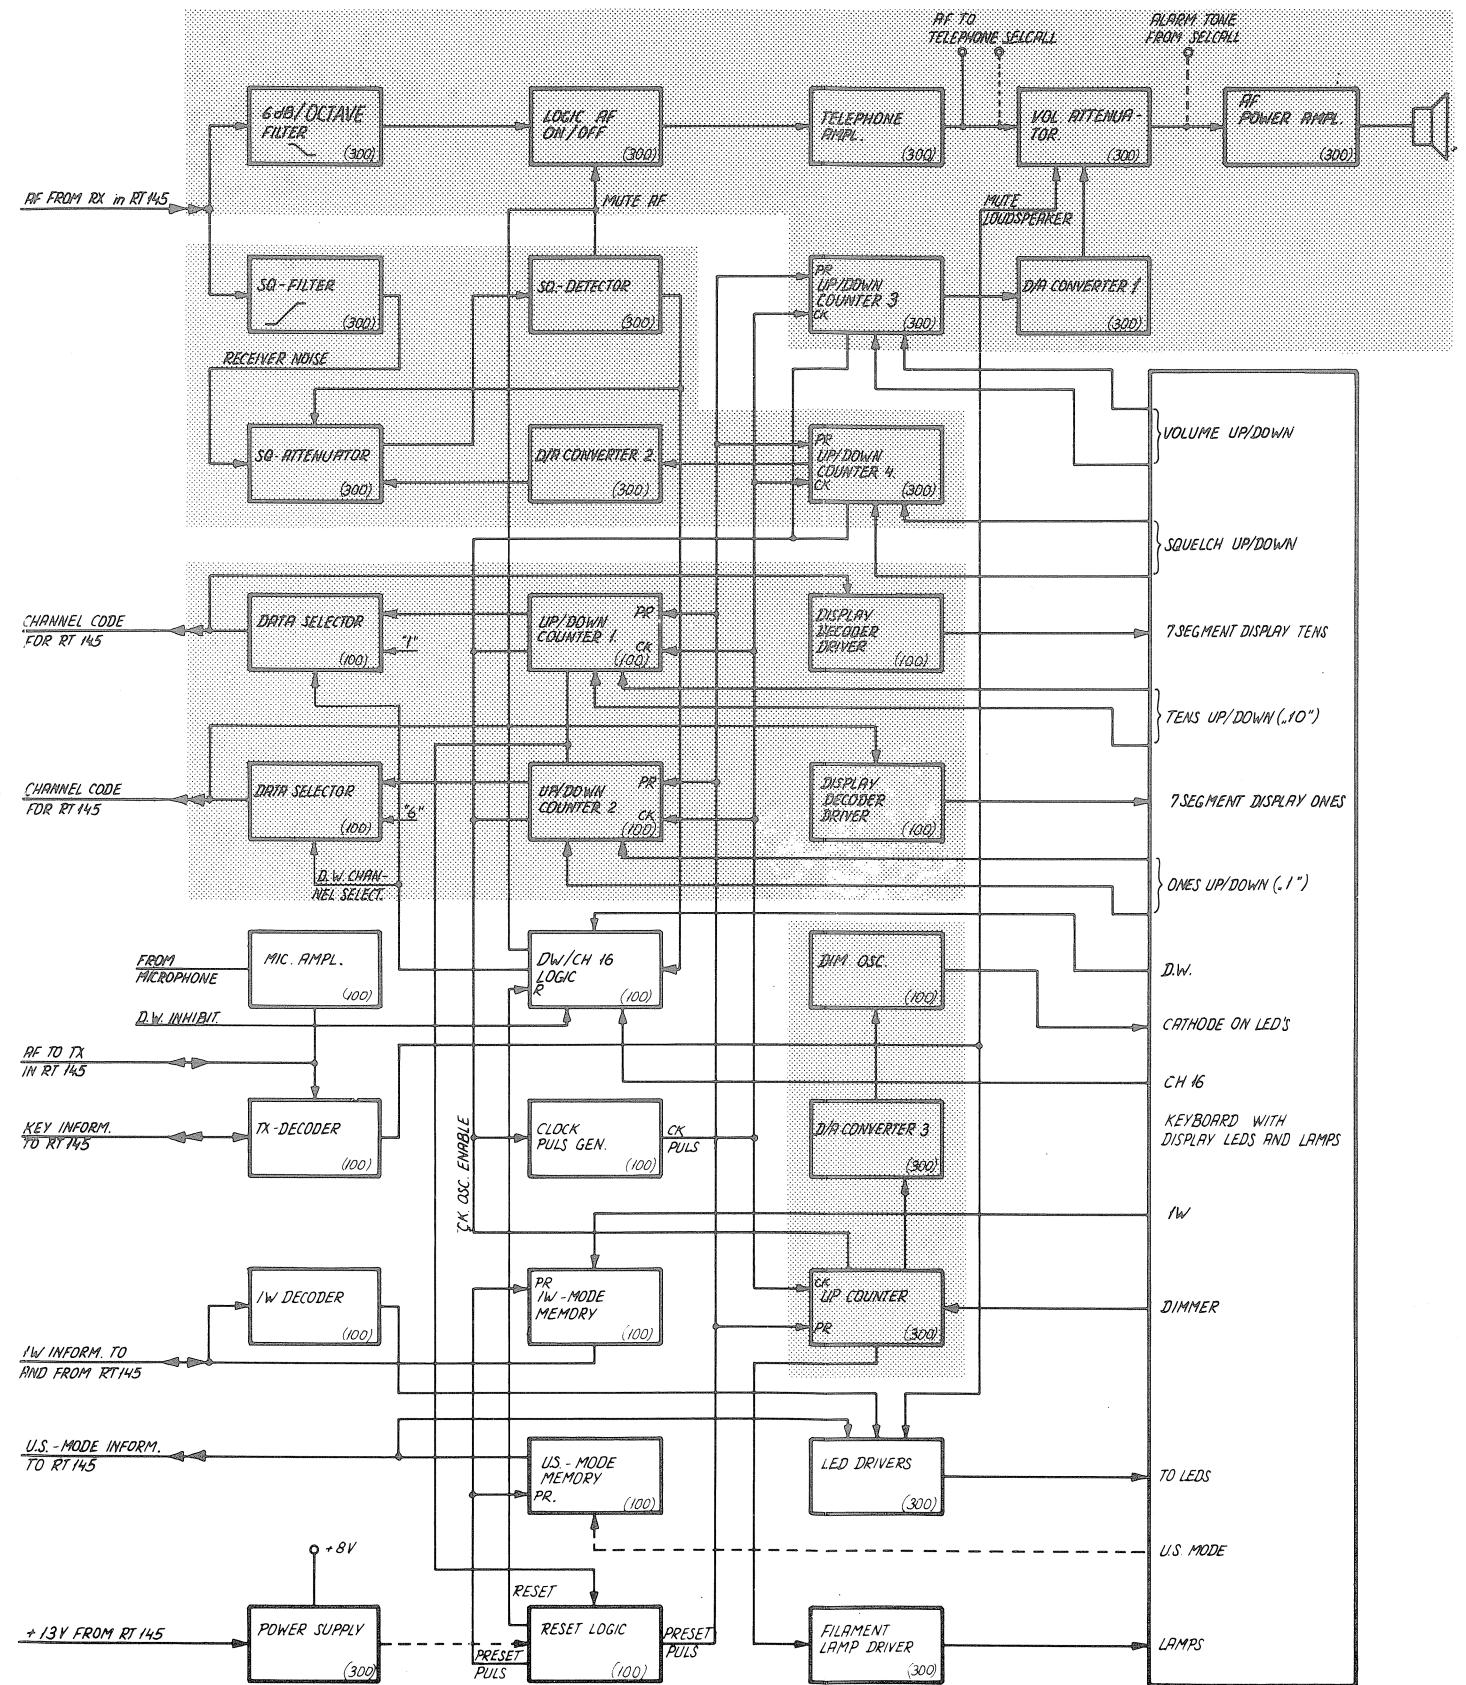 AF TO
TELEPHONE SELCALL
ALARM TONE
FROM SELCALL
6dB/OCTAVE
FILTER
(300)
LOGIC AF
ON/OFF
(300)
TELEPHONE
AMPL.
(300)
VOL ATTENUA-
TOR.
(300)
AF
POWER AMPL.
(300)
AF FROM RX in RT 145
MUTE AF
MUTE
LOUDSPEAKER
SQ-FILTER
(300)
SQ-DETECTOR
(300)
PR
UP/DOWN
COUNTER 3
CK
(300)
D/A CONVERTER 1
(300)
RECEIVER NOISE
SQ-ATTENUATOR
(300)
D/A CONVERTER 2.
(300)
PR
UP/DOWN
COUNTER 4.
CK
(300)
VOLUME UP/DOWN
SQUELCH UP/DOWN
CHANNEL CODE
FOR RT 145
DATA SELECTOR
"1"
(100)
UP/DOWN
COUNTER 1.
PR
CK
(100)
DISPLAY
DECODER
DRIVER
(100)
7SEGMENT DISPLAY TENS
TENS UP/DOWN („10")
CHANNEL CODE
FOR RT 145
DATA SELECTOR
"6"
(100)
UP/DOWN
COUNTER 2
PR
CK
(100)
DISPLAY
DECODER
DRIVER
(100)
7SEGMENT DISPLAY ONES
D.W. CHAN-
NEL SELECT.
ONES UP/DOWN („1")
FROM
MICROPHONE
MIC. AMPL.
(100)
DW/CH 16
LOGIC
R
(100)
DIM OSC.
(100)
D.W.
D.W. INHIBIT.
CATHODE ON LED'S
AF TO TX
IN RT 145
CH 16
KEY INFORM.
TO RT 145
TX-DECODER
(100)
CK OSC. ENABLE
CLOCK
PULS GEN.
(100)
CK
PULS
D/A CONVERTER 3
(300)
KEYBOARD WITH
DISPLAY LEDS AND LAMPS
1W
1W DECODER
(100)
PR
1W-MODE
MEMORY
(100)
CK
UP COUNTER
PR
(300)
DIMMER
1W INFORM. TO
AND FROM RT145
U.S.-MODE INFORM.
TO RT 145
U.S.-MODE
MEMORY
PR.
(100)
LED DRIVERS
(300)
TO LEDS
U.S. MODE
+8V
RESET
+13V FROM RT 145
POWER SUPPLY
(300)
PRESET
PULS
RESET LOGIC
(100)
PRESET
PULS
FILAMENT
LAMP DRIVER
(300)
LAMPS